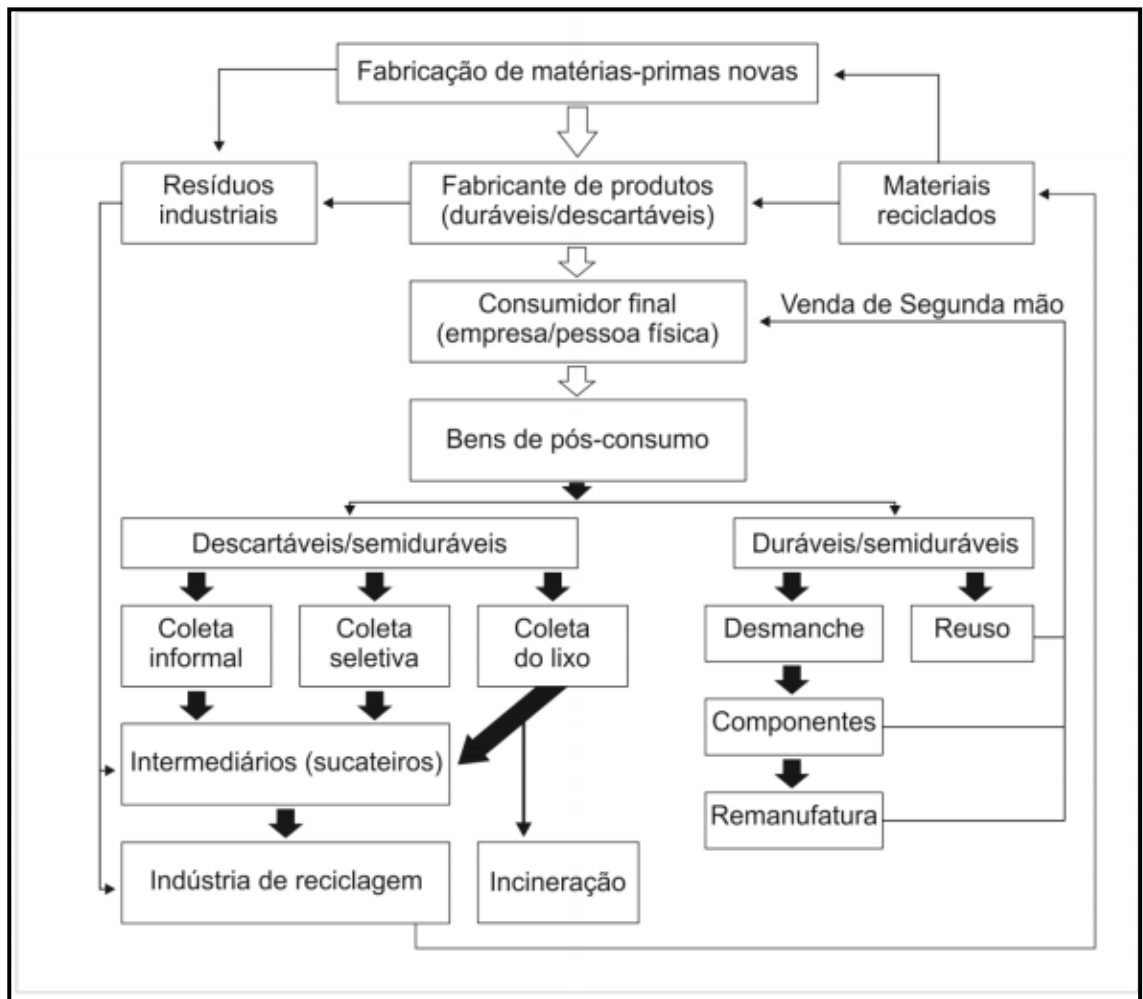 Fabricação de matérias-primas novas
Resíduos
industriais
Fabricante de produtos
(duráveis/descartáveis)
Materiais
reciclados
Consumidor final
(empresa/pessoa física)
Venda de Segunda mão
Bens de pós-consumo
Descartáveis/semiduráveis
Duráveis/semiduráveis
Coleta
informal
Coleta
seletiva
Coleta
do lixo
Desmanche
Reuso
Componentes
Intermediários (sucateiros)
Remanufatura
Indústria de reciclagem
Incineração